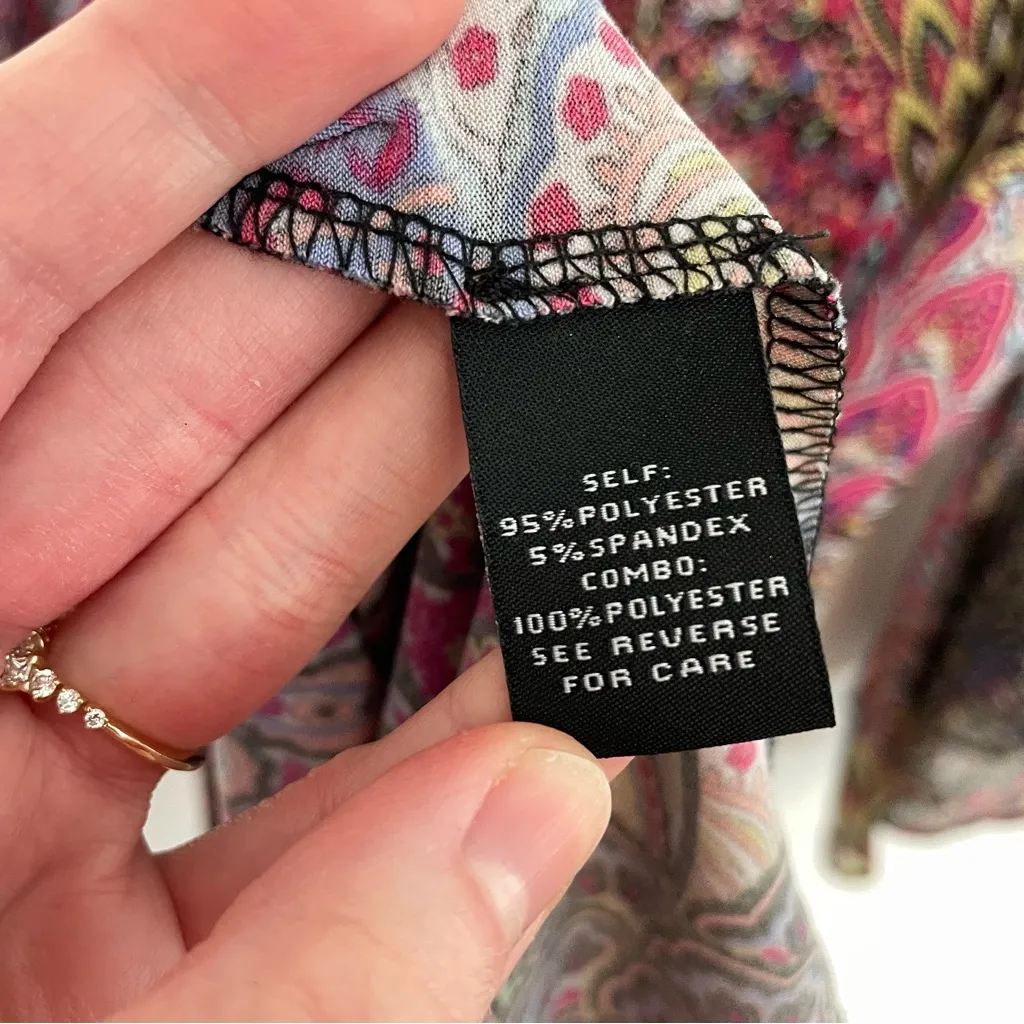 SELF:
95%POLYESTER
5%SPANDEX
COMBO:
100%POLYESTER
SEE REVERSE
FOR CARE